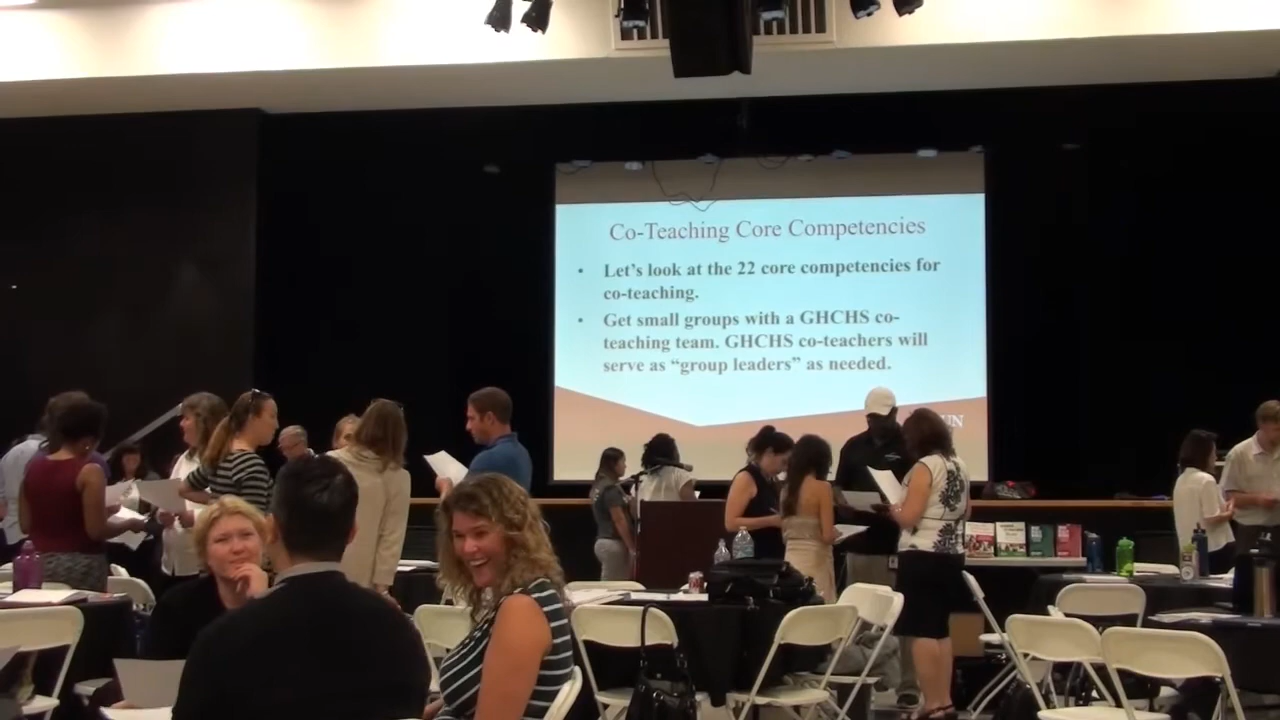 Co-Teaching Core Competencies
• Let's look at the 22 core competencies for
co-teaching.
• Get small groups with a GHCHS co-
teaching team. GHCHS co-teachers will
serve as “group leaders” as needed.